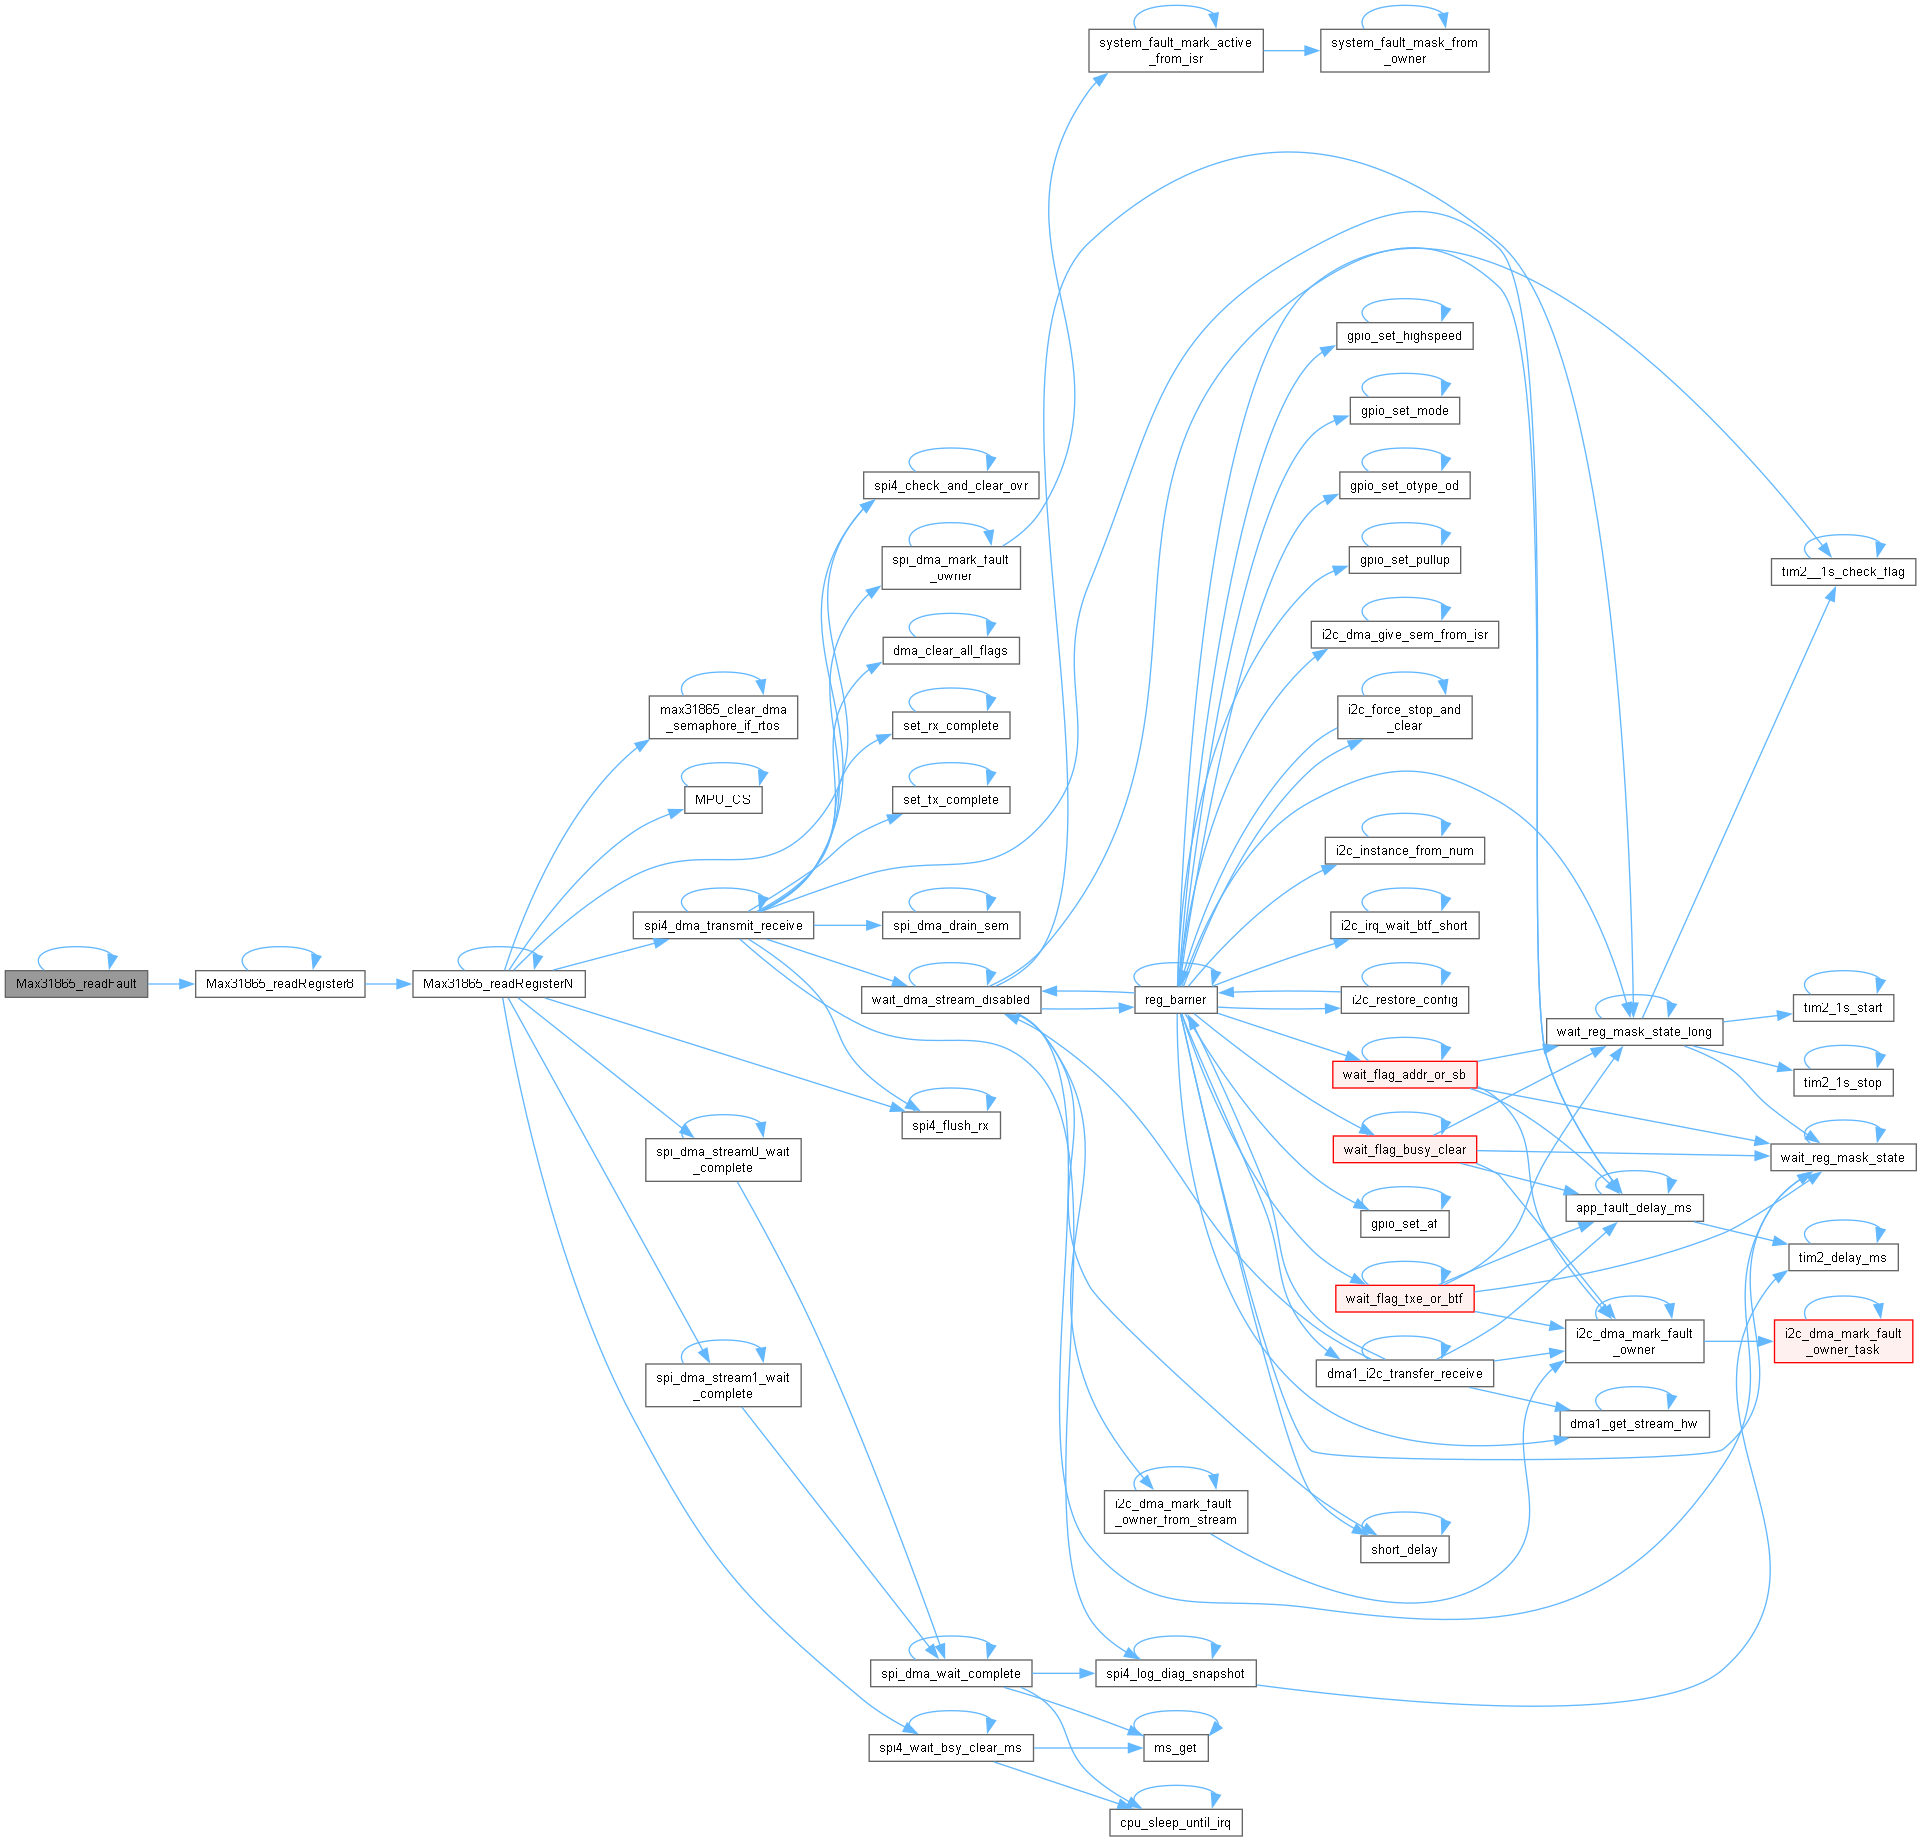 system_fault_mark_active
_from_isr
system_fault_mask_from
_owner
gpio_set_highspeed
gpio_set_mode
gpio_set_otype_od
spi4_check_and_clear_ovr
gpio_set_pullup
spi_dma_mark_fault
_owner
tim2__1s_check_flag
i2c_dma_give_sem_from_isr
dma_clear_all_flags
max31865_clear_dma
_semaphore_if_rtos
i2c_force_stop_and
_clear
set_rx_complete
MPU_CS
set_tx_complete
i2c_instance_from_num
spi4_dma_transmit_receive
spi_dma_drain_sem
i2c_irq_wait_btf_short
Max31865_readFault
Max31865_readRegister8
Max31865_readRegisterN
wait_dma_stream_disabled
reg_barrier
i2c_restore_config
tim2_1s_start
wait_reg_mask_state_long
wait_flag_addr_or_sb
tim2_1s_stop
spi4_flush_rx
wait_flag_busy_clear
wait_reg_mask_state
spi_dma_stream0_wait
_complete
app_fault_delay_ms
gpio_set_af
tim2_delay_ms
wait_flag_txe_or_btf
i2c_dma_mark_fault
_owner
i2c_dma_mark_fault
_owner_task
dma1_i2c_transfer_receive
spi_dma_stream1_wait
_complete
dma1_get_stream_hw
i2c_dma_mark_fault
_owner_from_stream
short_delay
spi_dma_wait_complete
spi4_log_diag_snapshot
spi4_wait_bsy_clear_ms
ms_get
cpu_sleep_until_irq